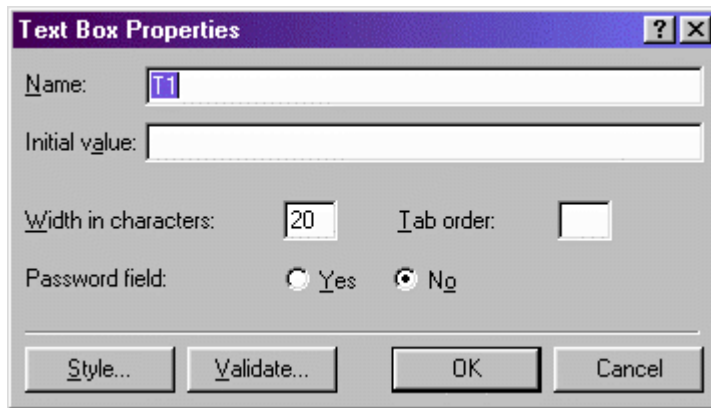 Text Box Properties
Name: T1
Initial value:
Width in characters: 20 Tab order:
Password field: Yes No
Style... Validate... OK Cancel